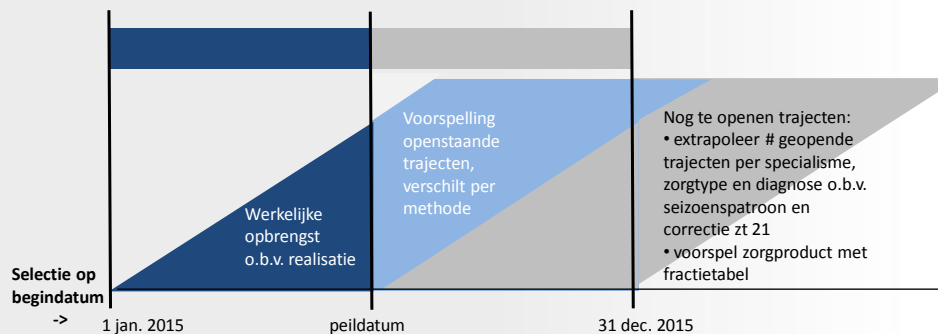 Voorspelling
openstaande
trajecten,
verschilt per
methode
Nog te openen trajecten:
• extrapoleer # geopende
trajecten per specialisme,
zorgtype en diagnose o.b.v.
seizoenspatroon en
correctie zt 21
• voorspel zorgproduct met
fractietabel
Werkelijke
opbrengst
o.b.v. realisatie
Selectie op
begindatum
->
1 jan. 2015
peildatum
31 dec. 2015